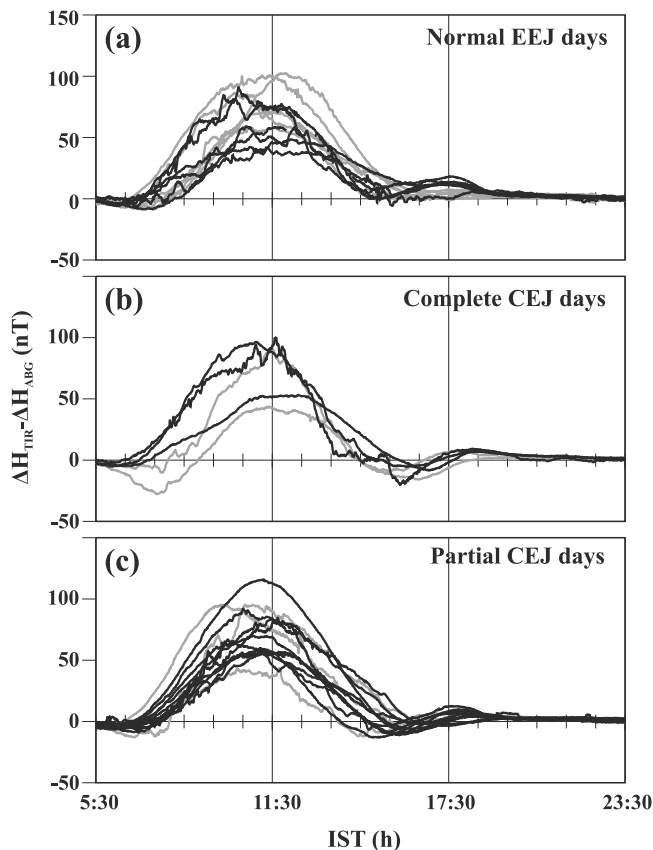 150
(a)
Normal EEJ days
100
50
0
-50
(b)
Complete CEJ days
100
50
0
-50
ΔH_TIR-ΔH_ABG (nT)
(c)
Partial CEJ days
100
50
0
-50
5:30 11:30 17:30 23:30
IST (h)